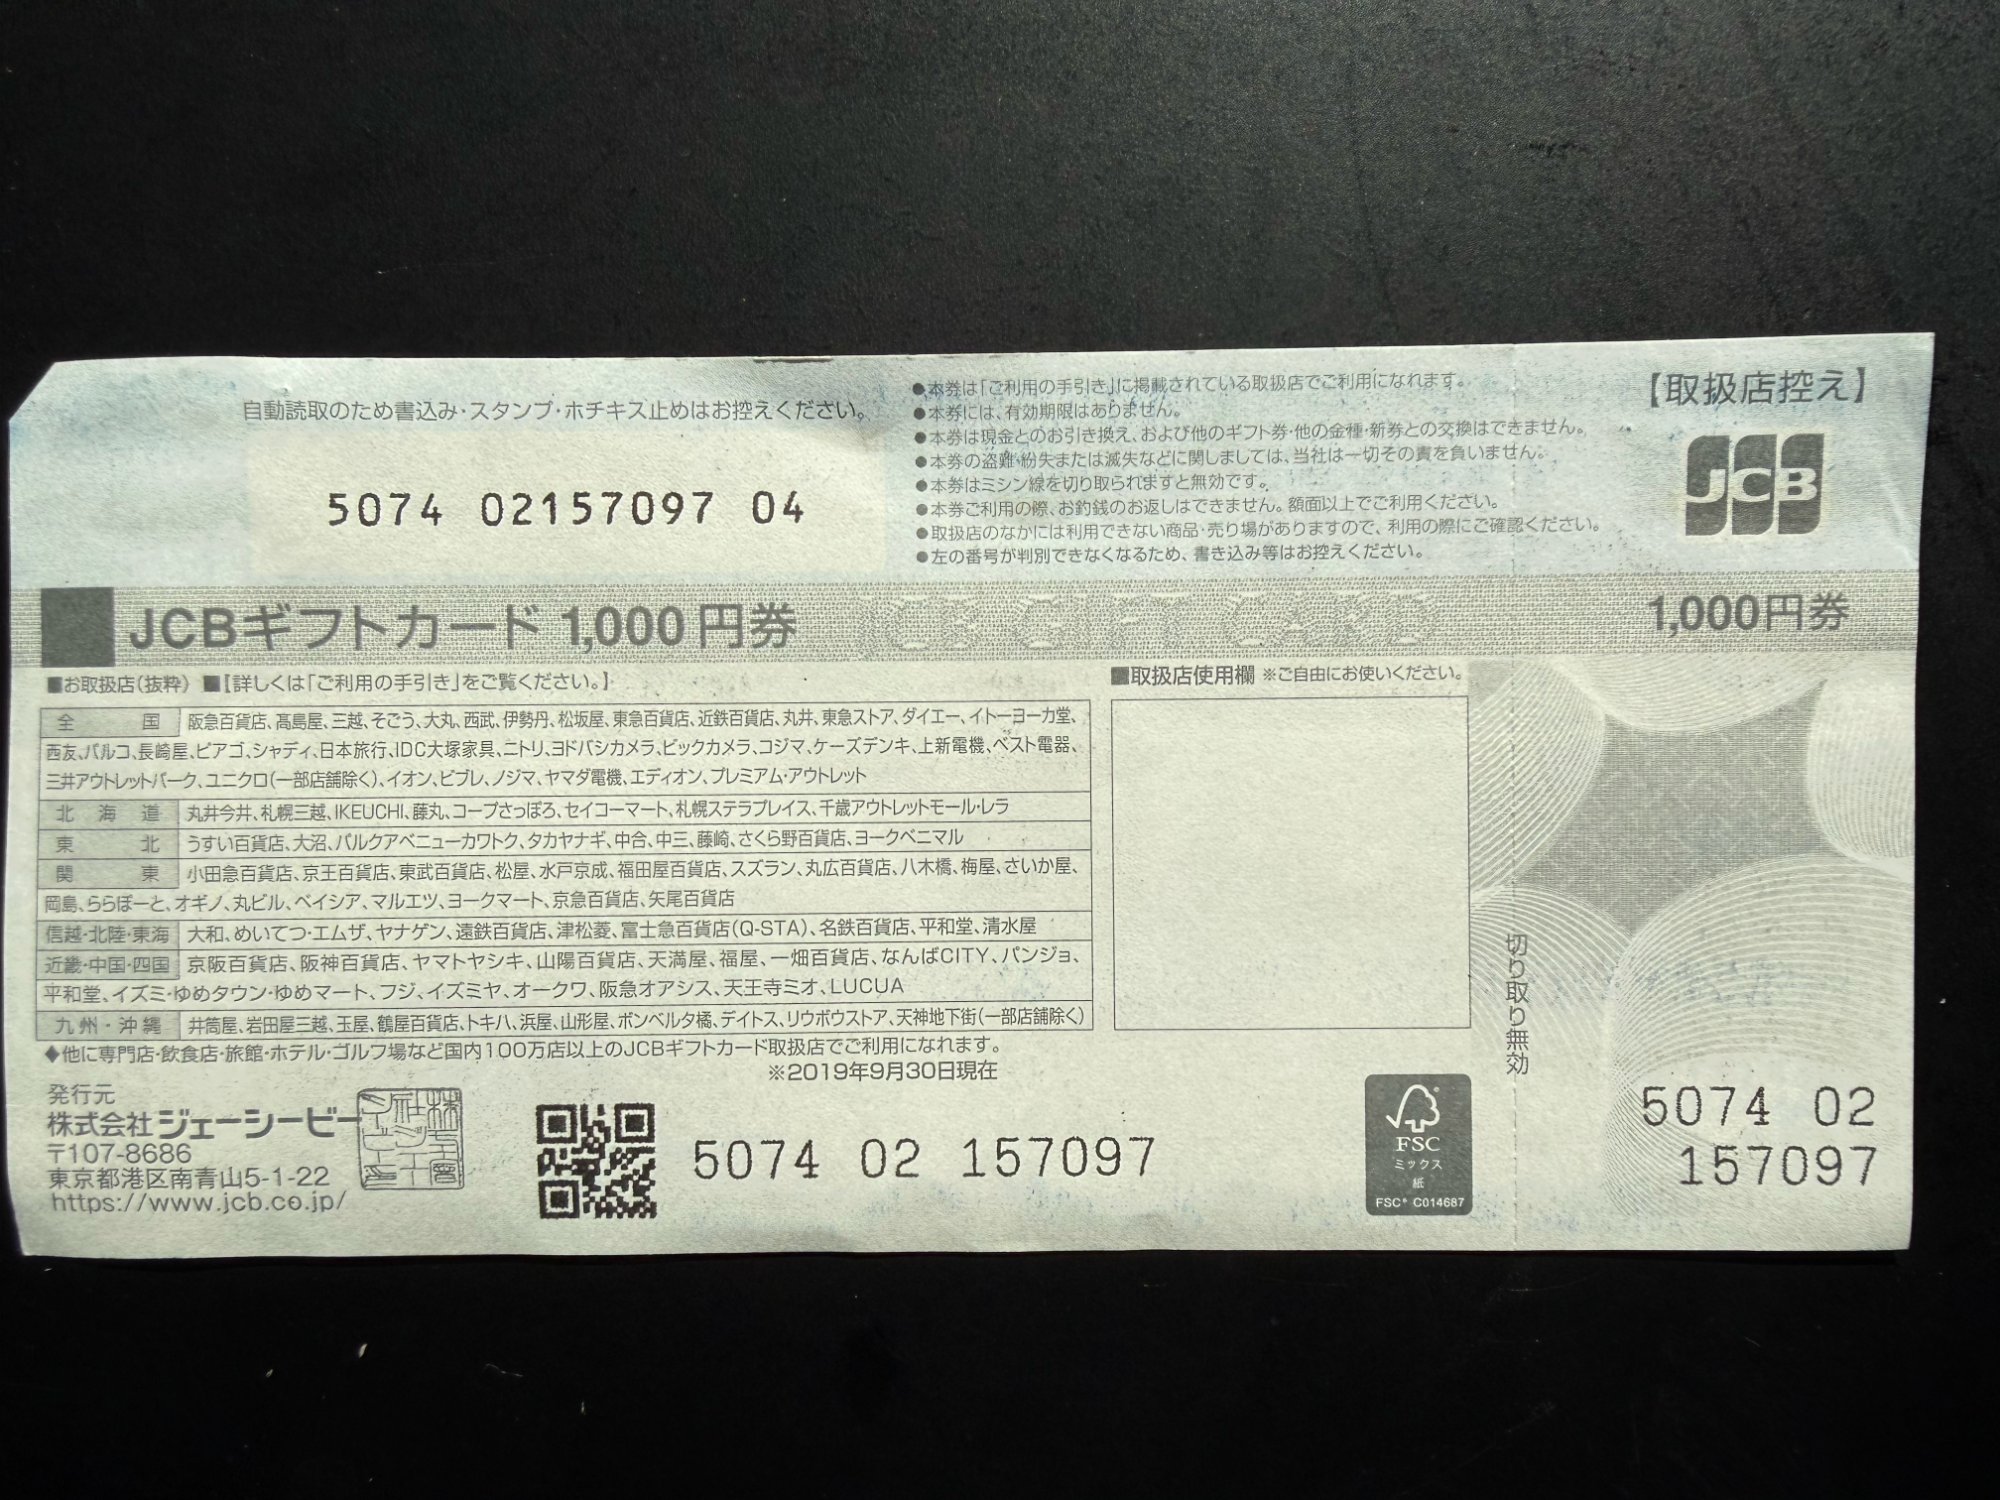 自動読取のため書込み･スタンプ･ホチキス止めはお控えください。
5074 02157097 04
●本券は「ご利用の手引き」に掲載されている取扱店でご利用になれます。
●本券には、有効期限はありません。
●本券は現金とのお引き換え、および他のギフト券･他の金種･新券との交換はできません。
●本券の盗難･紛失または滅失などに関しましては、当社は一切その責を負いません。
●本券はミシン線を切り取られますと無効です。
●本券ご利用の際、お釣銭のお返しはできません。額面以上でご利用ください。
●取扱店のなかには利用できない商品･売り場がありますので、利用の際にご確認ください。
●左の番号が判別できなくなるため、書き込み等はお控えください。
【取扱店控え】
JCB
JCBギフトカード 1,000円券
JCB GIFT CARD
1,000円券
■お取扱店(抜粋) ■【詳しくは「ご利用の手引き」をご覧ください。】
全国 阪急百貨店、髙島屋、三越、そごう、大丸、西武、伊勢丹、松坂屋、東急百貨店、近鉄百貨店、丸井、東急ストア、ダイエー、イトーヨーカ堂、
西友、パルコ、長崎屋、ピアゴ、シャディ、日本旅行、IDC大塚家具、ニトリ、ヨドバシカメラ、ビックカメラ、コジマ、ケーズデンキ、上新電機、ベスト電器、
三井アウトレットパーク、ユニクロ(一部店舗除く)、イオン、ビブレ、ノジマ、ヤマダ電機、エディオン、プレミアム･アウトレット
北海道 丸井今井、札幌三越、IKEUCHI、藤丸、コープさっぽろ、セイコーマート、札幌ステラプレイス、千歳アウトレットモール･レラ
東北 うすい百貨店、大沼、パルクアベニューカワトク、タカヤナギ、中合、中三、藤崎、さくら野百貨店、ヨークベニマル
関東 小田急百貨店、京王百貨店、東武百貨店、松屋、水戸京成、福田屋百貨店、スズラン、丸広百貨店、八木橋、梅屋、さいか屋、
岡島、ららぽーと、オギノ、丸ビル、ベイシア、マルエツ、ヨークマート、京急百貨店、矢尾百貨店
信越･北陸･東海 大和、めいてつ･エムザ、ヤナゲン、遠鉄百貨店、津松菱、富士急百貨店(Q-STA)、名鉄百貨店、平和堂、清水屋
近畿･中国･四国 京阪百貨店、阪神百貨店、ヤマトヤシキ、山陽百貨店、天満屋、福屋、一畑百貨店、なんばCITY、パンジョ、
平和堂、イズミ･ゆめタウン･ゆめマート、フジ、イズミヤ、オークワ、阪急オアシス、天王寺ミオ、LUCUA
九州･沖縄 井筒屋、岩田屋三越、玉屋、鶴屋百貨店、トキハ、浜屋、山形屋、ボンベルタ橘、デイトス、リウボウストア、天神地下街(一部店舗除く)
◆他に専門店･飲食店･旅館･ホテル･ゴルフ場など国内100万店以上のJCBギフトカード取扱店でご利用になれます。
※2019年9月30日現在
■取扱店使用欄 ※ご自由にお使いください。
切り取り無効
発行元
株式会社ジェーシービー
〒107-8686
東京都港区南青山5-1-22
https://www.jcb.co.jp/
5074 02 157097
FSC
ミックス
紙
FSC® C014687
5074 02
157097